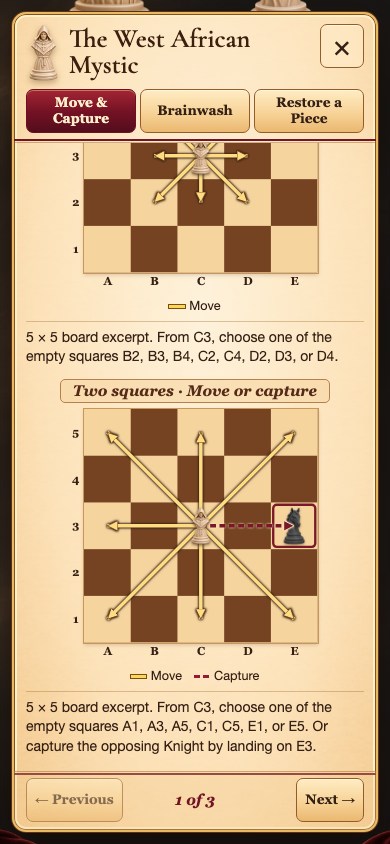 The West African
Mystic
×
Move &
Capture
Brainwash
Restore a
Piece
3
2
1
A B C D E
Move
5 × 5 board excerpt. From C3, choose one of the
empty squares B2, B3, B4, C2, C4, D2, D3, or D4.
Two squares · Move or capture
5
4
3
2
1
A B C D E
Move Capture
5 × 5 board excerpt. From C3, choose one of the
empty squares A1, A3, A5, C1, C5, E1, or E5. Or
capture the opposing Knight by landing on E3.
← Previous
1 of 3
Next →